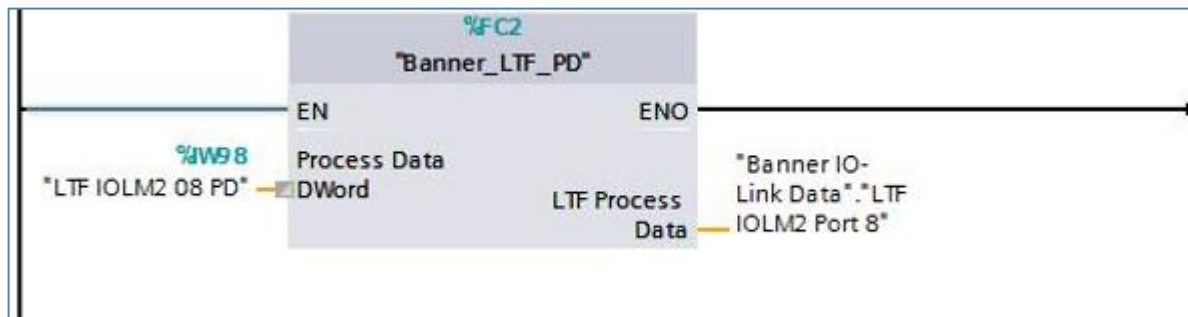 %FC2
"Banner_LTF_PD"
EN
ENO
%IW98
"LTF IOLM2 08 PD"
Process Data
DWord
LTF Process
Data
"Banner IO-
Link Data"."LTF
IOLM2 Port 8"